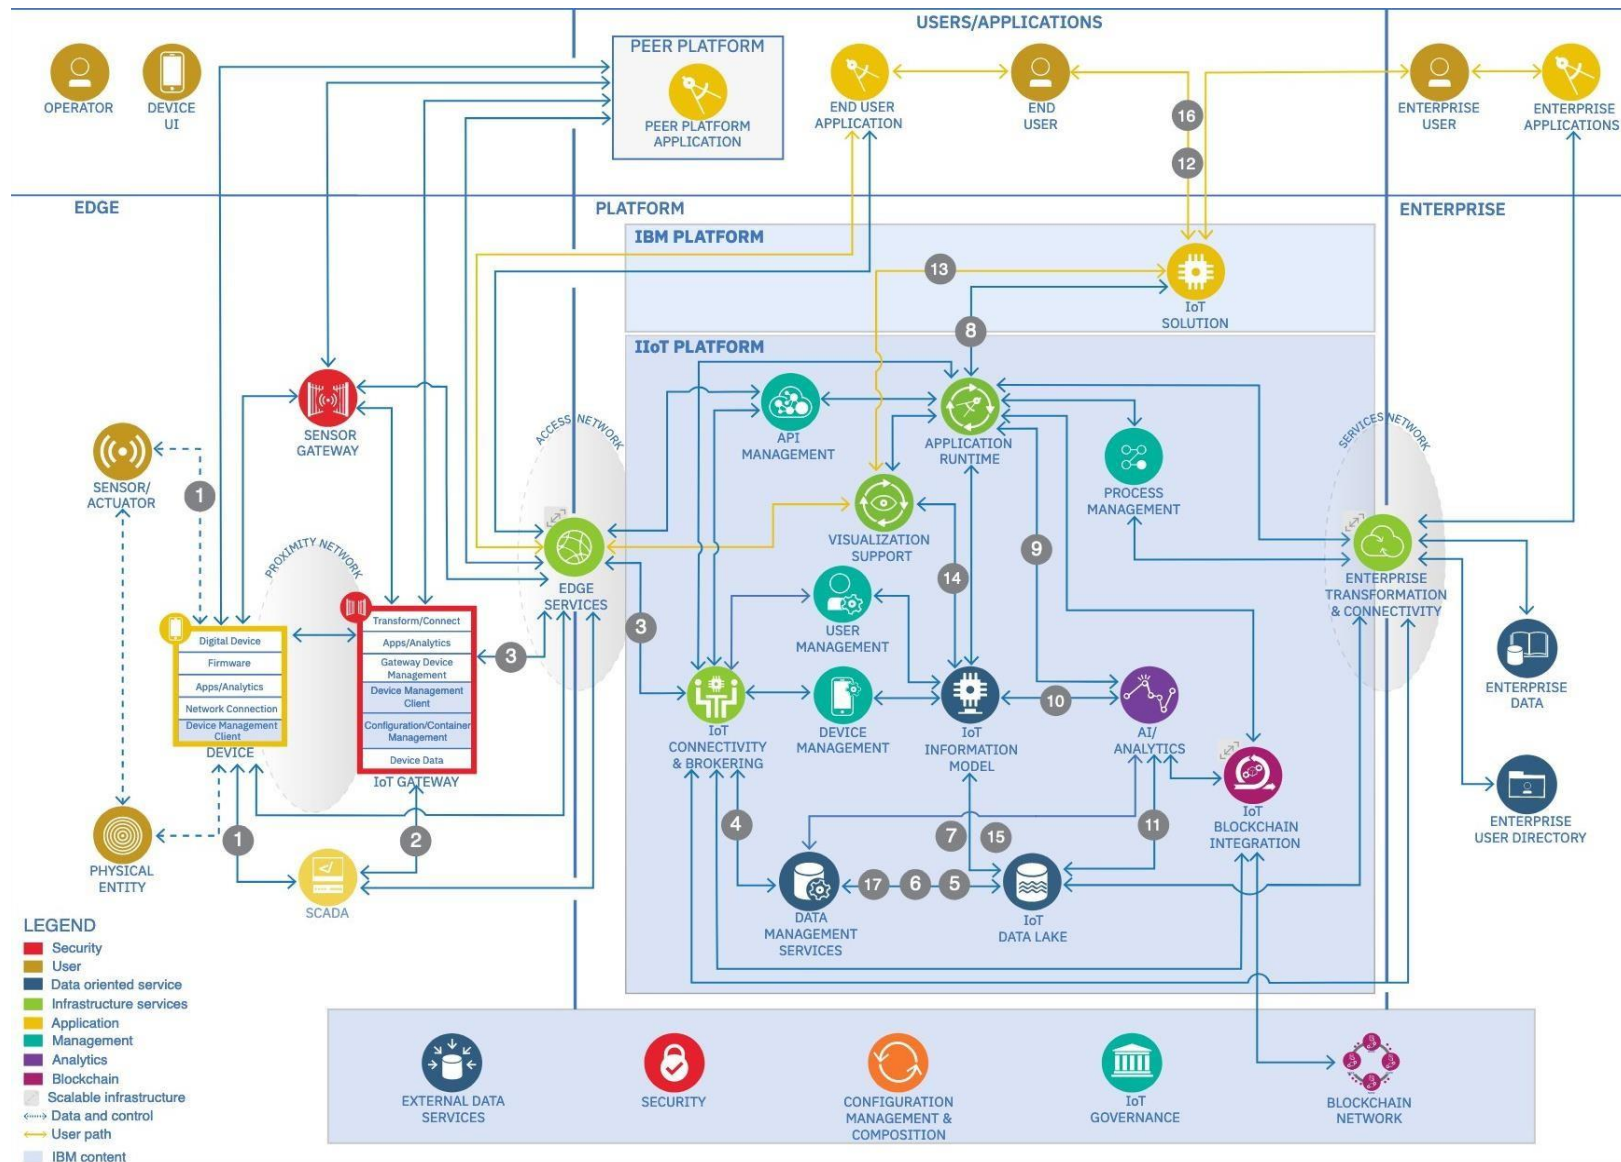 USERS/APPLICATIONS
OPERATOR
DEVICE
UI
PEER PLATFORM
PEER PLATFORM
APPLICATION
END USER
APPLICATION
END
USER
16
12
ENTERPRISE
USER
ENTERPRISE
APPLICATIONS
EDGE
PLATFORM
ENTERPRISE
IBM PLATFORM
13
IoT
SOLUTION
8
IIoT PLATFORM
SENSOR
GATEWAY
ACCESS NETWORK
API
MANAGEMENT
APPLICATION
RUNTIME
PROCESS
MANAGEMENT
SERVICES NETWORK
SENSOR/
ACTUATOR
1
PROXIMITY NETWORK
EDGE
SERVICES
VISUALIZATION
SUPPORT
9
14
ENTERPRISE
TRANSFORMATION
& CONNECTIVITY
3
3
USER
MANAGEMENT
Digital Device
Firmware
Apps/Analytics
Network Connection
Device Management
Client
DEVICE
Transform/Connect
Apps/Analytics
Gateway Device
Management
Device Management
Client
Configuration/Container
Management
Device Data
IoT GATEWAY
IoT
CONNECTIVITY
& BROKERING
DEVICE
MANAGEMENT
IoT
INFORMATION
MODEL
10
AI/
ANALYTICS
ENTERPRISE
DATA
IoT
BLOCKCHAIN
INTEGRATION
ENTERPRISE
USER DIRECTORY
1
2
4
7
15
11
PHYSICAL
ENTITY
SCADA
17
6
5
DATA
MANAGEMENT
SERVICES
IoT
DATA LAKE
LEGEND
Security
User
Data oriented service
Infrastructure services
Application
Management
Analytics
Blockchain
Scalable infrastructure
Data and control
User path
IBM content
EXTERNAL DATA
SERVICES
SECURITY
CONFIGURATION
MANAGEMENT &
COMPOSITION
IoT
GOVERNANCE
BLOCKCHAIN
NETWORK